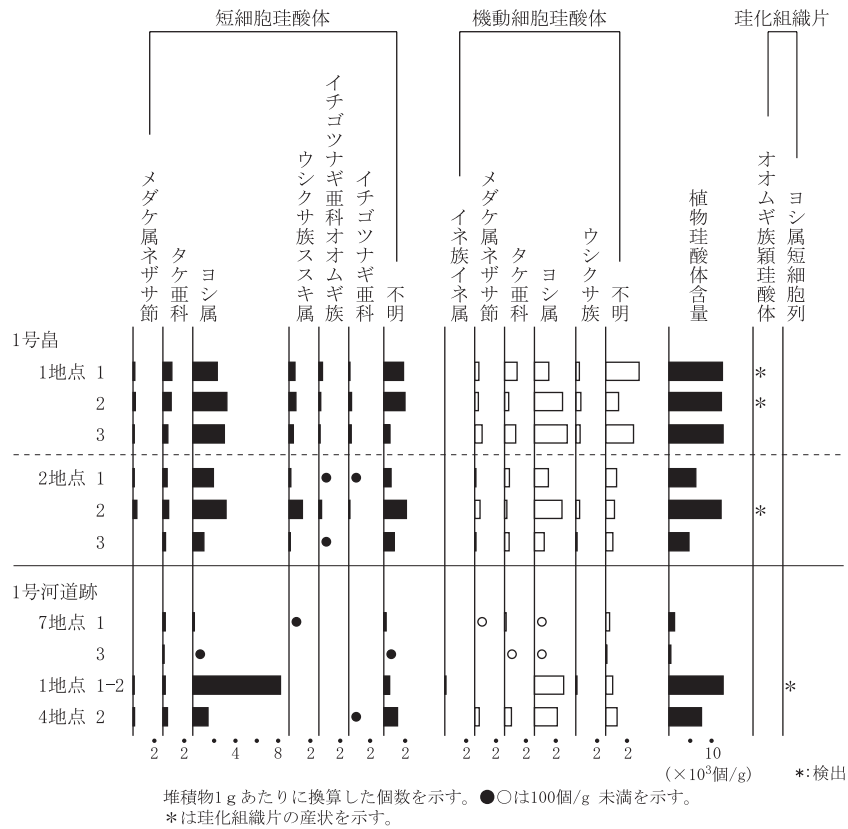 短細胞珪酸体
機動細胞珪酸体
珪化組織片
メダケ属ネザサ節
タケ亜科
ヨシ属
ウシクサ族ススキ属
イチゴツナギ亜科オオムギ族
イチゴツナギ亜科
不明
イネ族イネ属
メダケ属ネザサ節
タケ亜科
ヨシ属
ウシクサ族
不明
植物珪酸体含量
オオムギ族穎珪酸体
ヨシ属短細胞列
1号畠
1地点 1
*
2
*
3
2地点 1
2
*
3
1号河道跡
7地点 1
3
1地点 1-2
*
4地点 2
2 2 4 8 2 2 2 2 2 2 2 2 2 10
(×10³個/g)
*:検出
堆積物1gあたりに換算した個数を示す。●○は100個/g 未満を示す。
*は珪化組織片の産状を示す。